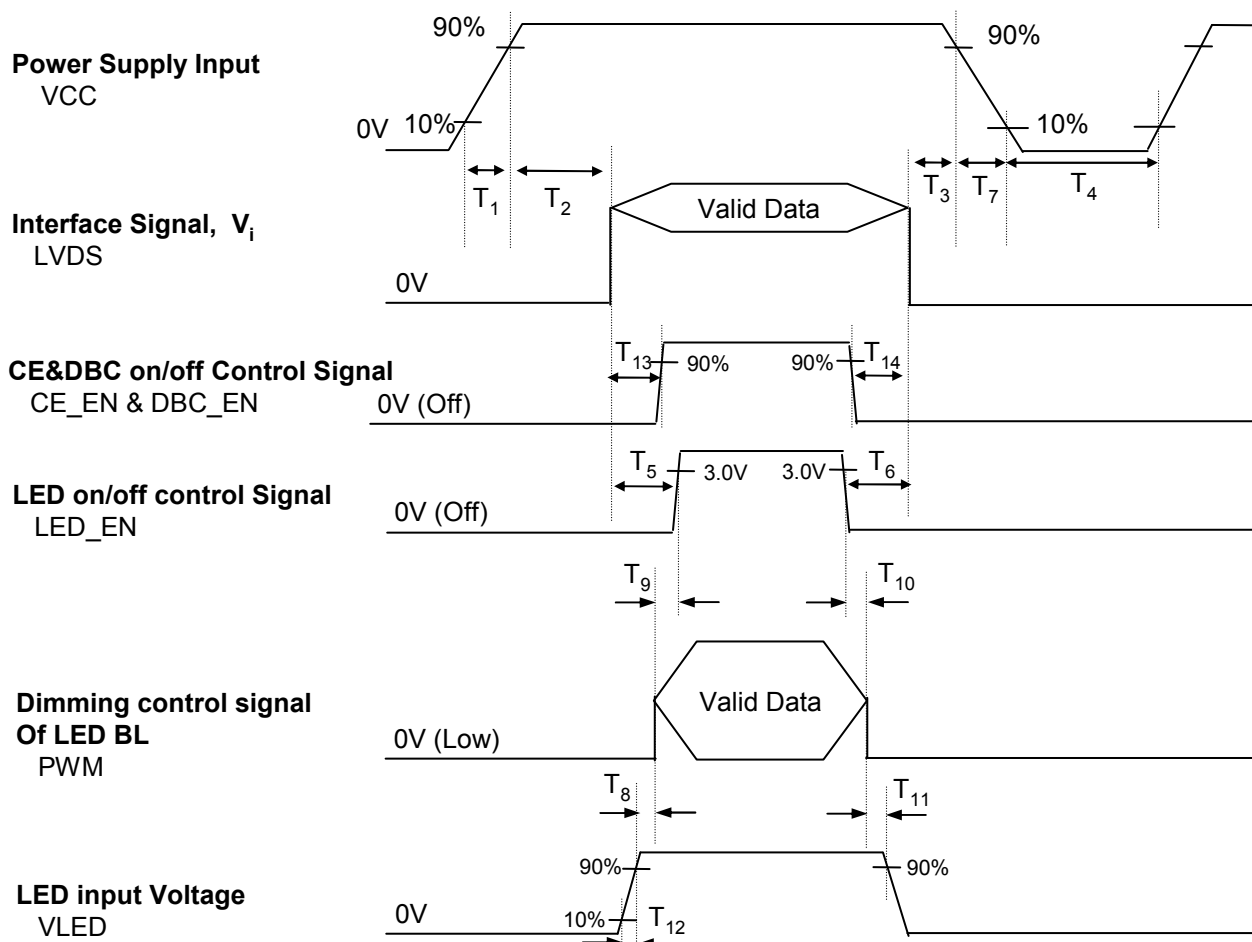 90%
90%
Power Supply Input
VCC
0V
10%
10%
T1
T2
T3
T7
T4
Interface Signal, Vi
LVDS
Valid Data
0V
CE&DBC on/off Control Signal
CE_EN & DBC_EN
T13
90%
90%
T14
0V (Off)
LED on/off control Signal
LED_EN
T5
3.0V
3.0V
T6
0V (Off)
T9
T10
Dimming control signal
Of LED BL
PWM
Valid Data
0V (Low)
T8
T11
LED input Voltage
VLED
90%
90%
0V
10%
T12